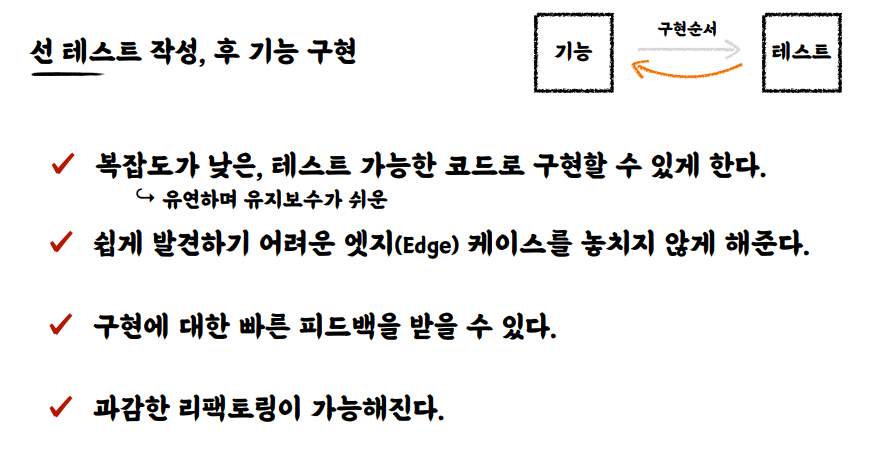 선 테스트 작성, 후 기능 구현
기능
구현순서
테스트
복잡도가 낮은, 테스트 가능한 코드로 구현할 수 있게 한다.
유연하며 유지보수가 쉬운
쉽게 발견하기 어려운 엣지(Edge) 케이스를 놓치지 않게 해준다.
구현에 대한 빠른 피드백을 받을 수 있다.
과감한 리팩토링이 가능해진다.